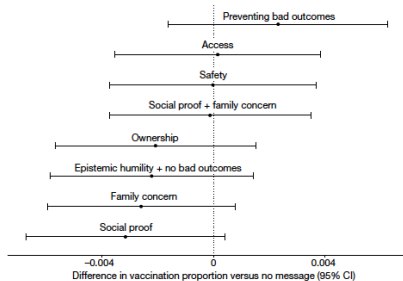 Preventing bad outcomes
Access
Safety
Social proof + family concern
Ownership
Epistemic humility + no bad outcomes
Family concern
Social proof
−0.004 0 0.004
Difference in vaccination proportion versus no message (95% CI)